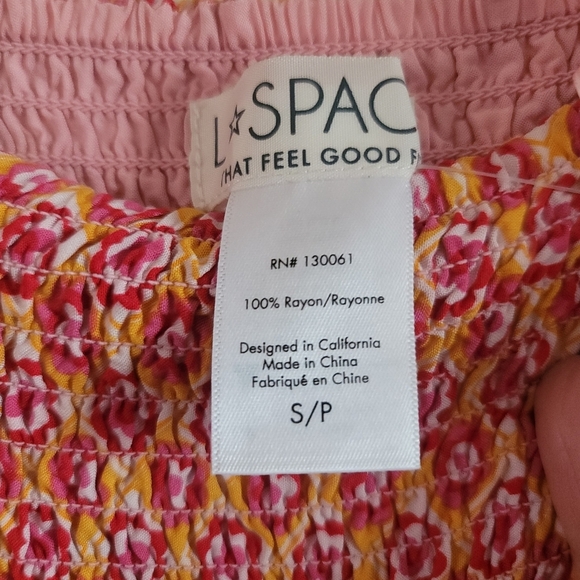 L☆SPAC
THAT FEEL GOOD F
RN# 130061
100% Rayon/Rayonne
Designed in California
Made in China
Fabriqué en Chine
S/P